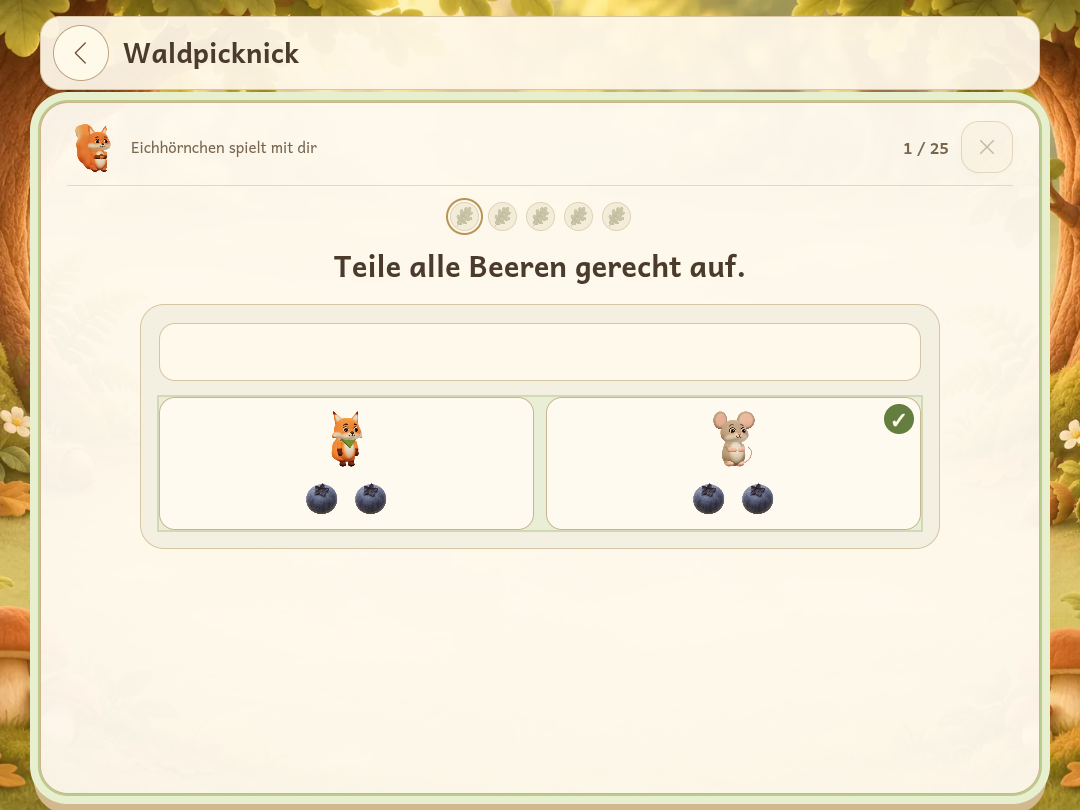 Waldpicknick
Eichhörnchen spielt mit dir
1 / 25
Teile alle Beeren gerecht auf.